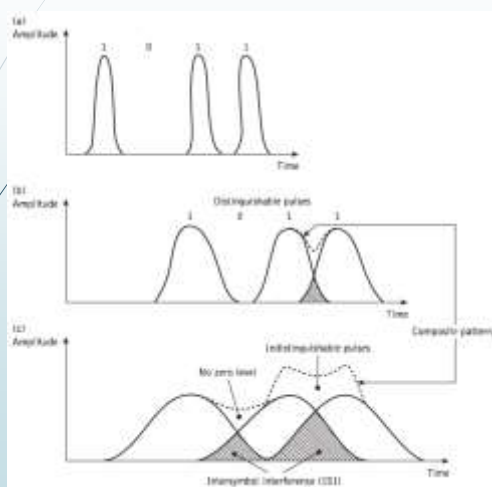 (a)
Amplitude
1 0 1 1
Time
(b)
Amplitude
Distinguishable pulses
1 0 1 1
Time
Composite pattern
(c)
Amplitude
Indistinguishable pulses
No zero level
Time
Intersymbol interference (ISI)